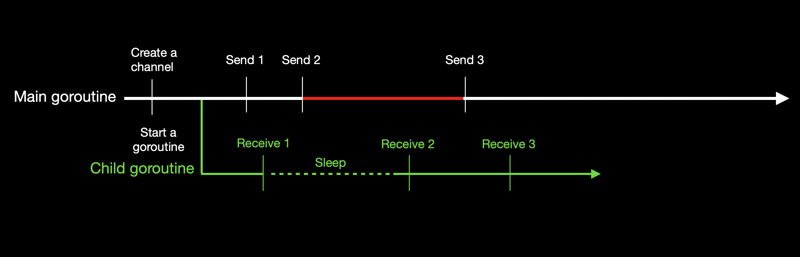 Create a
channel
Send 1
Send 2
Send 3
Main goroutine
Start a
goroutine
Receive 1
Receive 2
Receive 3
Sleep
Child goroutine